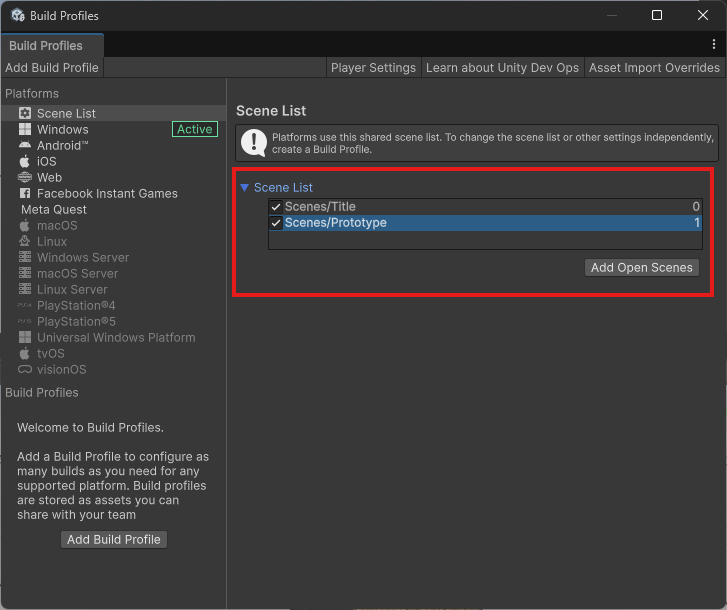 Build Profiles
Build Profiles
Add Build Profile
Player Settings
Learn about Unity Dev Ops
Asset Import Overrides
Platforms
Scene List
Windows
Active
Android™
iOS
Web
Facebook Instant Games
Meta Quest
macOS
Linux
Windows Server
macOS Server
Linux Server
PlayStation®4
PlayStation®5
Universal Windows Platform
tvOS
visionOS
Build Profiles
Welcome to Build Profiles.
Add a Build Profile to configure as
many builds as you need for any
supported platform. Build profiles
are stored as assets you can
share with your team
Add Build Profile
Scene List
Platforms use this shared scene list. To change the scene list or other settings independently,
create a Build Profile.
Scene List
Scenes/Title 0
Scenes/Prototype 1
Add Open Scenes